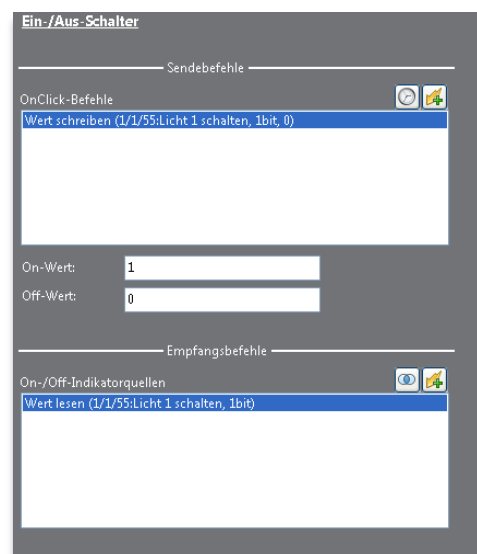 Ein-/Aus-Schalter
Sendebefehle
OnClick-Befehle
Wert schreiben (1/1/55:Licht 1 schalten, 1bit, 0)
On-Wert: 1
Off-Wert: 0
Empfangsbefehle
On-/Off-Indikatorquellen
Wert lesen (1/1/55:Licht 1 schalten, 1bit)